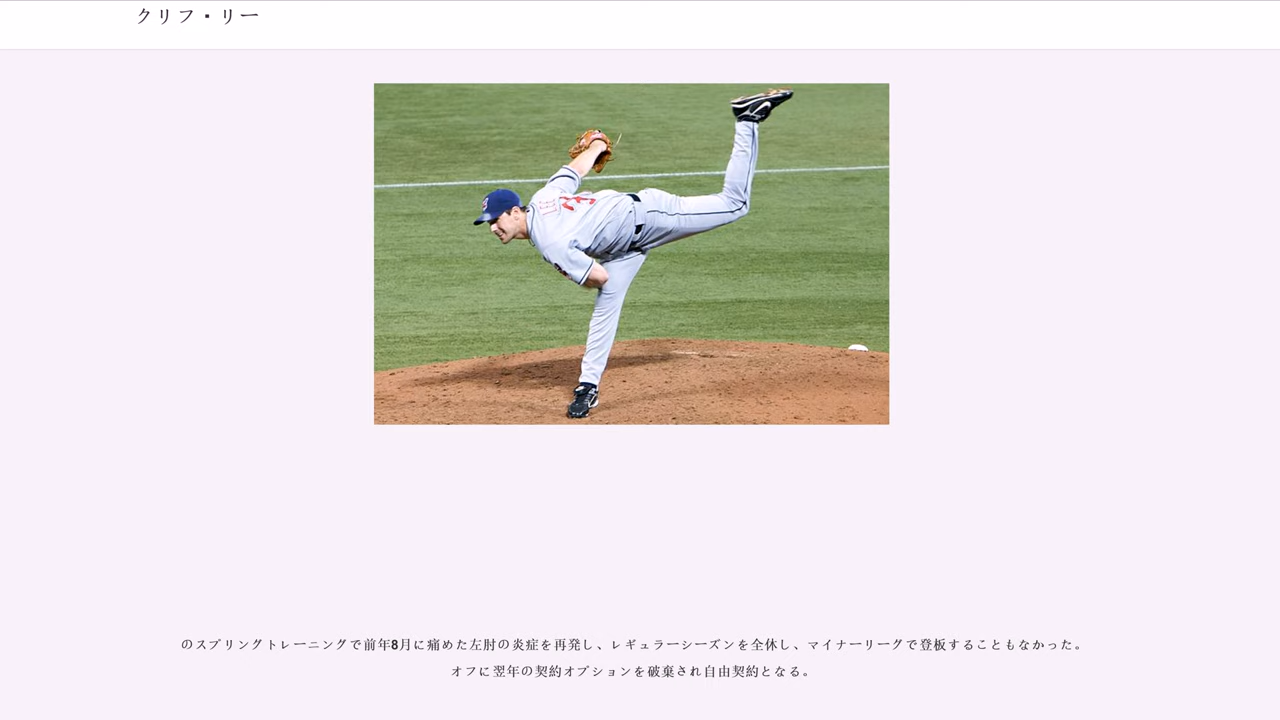 クリフ・リー
LEE
のスプリングトレーニングで前年8月に痛めた左肘の炎症を再発し、レギュラーシーズンを全休し、マイナーリーグで登板することもなかった。
オフに翌年の契約オプションを破棄され自由契約となる。